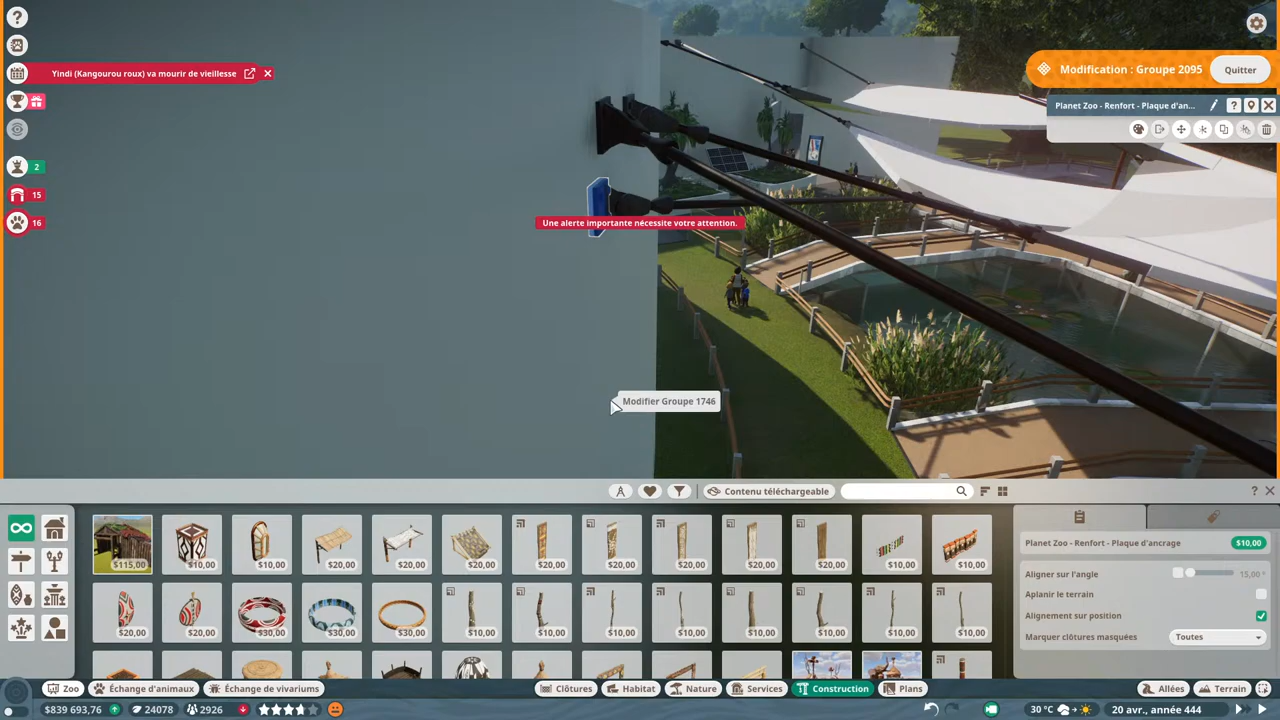 ?
Yindi (Kangourou roux) va mourir de vieillesse
2
15
16
Modification : Groupe 2095
Quitter
Planet Zoo - Renfort - Plaque d'an...
?
Une alerte importante nécessite votre attention.
Modifier Groupe 1746
Contenu téléchargeable
?
$115,00
$10,00
$10,00
$20,00
$20,00
$20,00
$20,00
$20,00
$20,00
$20,00
$20,00
$10,00
$10,00
$20,00
$20,00
$30,00
$30,00
$30,00
$10,00
$10,00
$10,00
$10,00
$10,00
$10,00
$10,00
$10,00
Planet Zoo - Renfort - Plaque d'ancrage
$10,00
Aligner sur l'angle
15,00 °
Aplanir le terrain
Alignement sur position
Marquer clôtures masquées
Toutes
Zoo
Échange d'animaux
Échange de vivariums
Clôtures
Habitat
Nature
Services
Construction
Plans
Allées
Terrain
$839 693,76
24078
2926
30 °C
20 avr., année 444